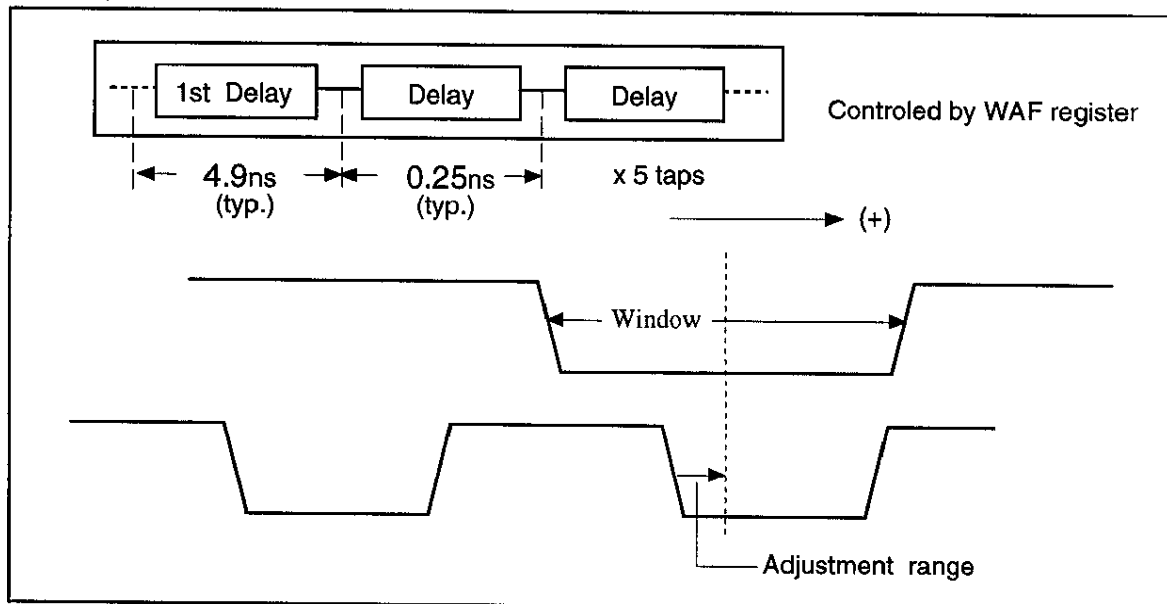 1st Delay
Delay
Delay
Controled by WAF register
4.9ns
(typ.)
0.25ns
(typ.)
x 5 taps
(+)
Window
Adjustment range